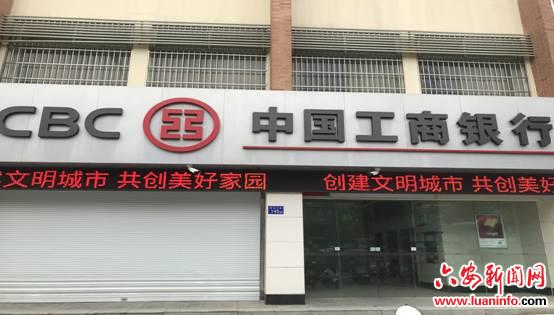 CBC 中国工商银行
建文明城市 共创美好家园 创建文明城市 共创美好
六安新闻网
www.luaninfo.com